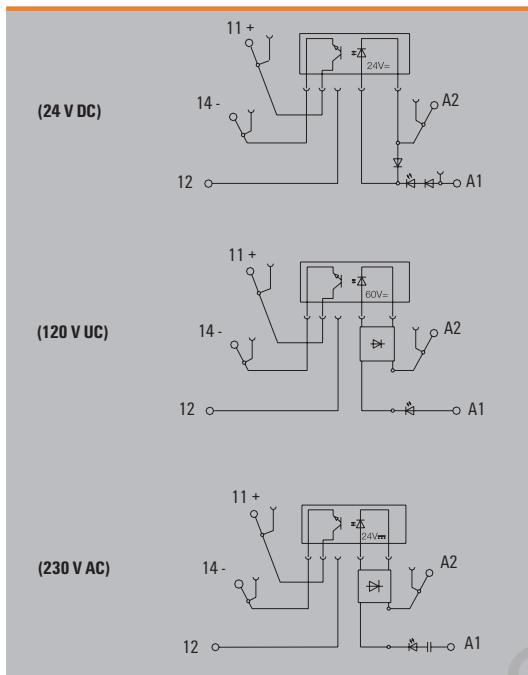 11 +
24V=
14 -
A2
(24 V DC)
12
A1
11 +
60V=
14 -
A2
(120 V UC)
12
A1
11 +
24V
14 -
A2
(230 V AC)
12
A1